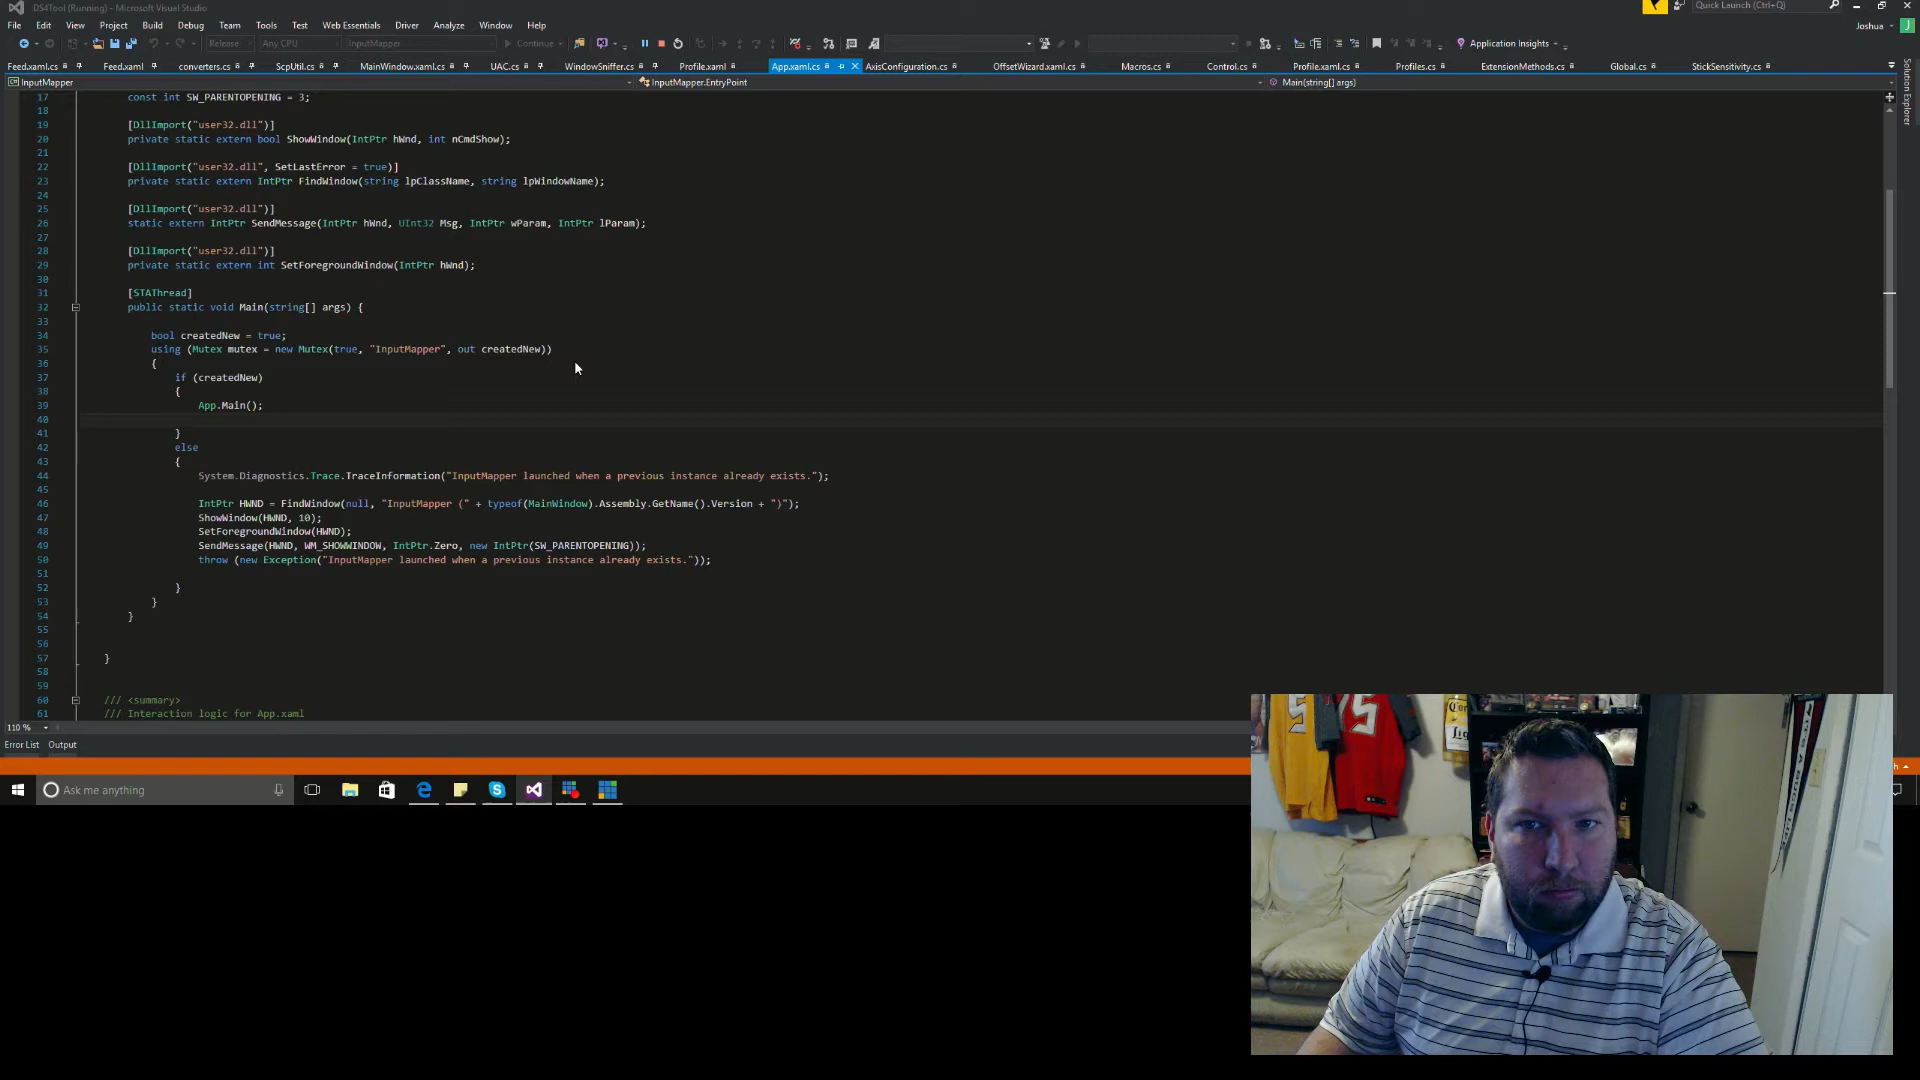 DS4Tool (Running) - Microsoft Visual Studio
Quick Launch (Ctrl+Q)
File Edit View Project Build Debug Team Tools Test Web Essentials Driver Analyze Window Help
Joshua J
Release Any CPU InputMapper Continue Application Insights
Feed.xaml.cs Feed.xaml converters.cs ScpUtil.cs MainWindow.xaml.cs UAC.cs WindowSniffer.cs Profile.xaml App.xaml.cs AxisConfiguration.cs OffsetWizard.xaml.cs Macros.cs Control.cs Profile.xaml.cs Profiles.cs ExtensionMethods.cs Global.cs StickSensitivity.cs
Solution Explorer
InputMapper InputMapper.EntryPoint Main(string[] args)
17 const int SW_PARENTOPENING = 3;
18
19 [DllImport("user32.dll")]
20 private static extern bool ShowWindow(IntPtr hWnd, int nCmdShow);
21
22 [DllImport("user32.dll", SetLastError = true)]
23 private static extern IntPtr FindWindow(string lpClassName, string lpWindowName);
24
25 [DllImport("user32.dll")]
26 static extern IntPtr SendMessage(IntPtr hWnd, UInt32 Msg, IntPtr wParam, IntPtr lParam);
27
28 [DllImport("user32.dll")]
29 private static extern int SetForegroundWindow(IntPtr hWnd);
30
31 [STAThread]
32 public static void Main(string[] args) {
33
34 bool createdNew = true;
35 using (Mutex mutex = new Mutex(true, "InputMapper", out createdNew))
36 {
37 if (createdNew)
38 {
39 App.Main();
40
41 }
42 else
43 {
44 System.Diagnostics.Trace.TraceInformation("InputMapper launched when a previous instance already exists.");
45
46 IntPtr HWND = FindWindow(null, "InputMapper (" + typeof(MainWindow).Assembly.GetName().Version + ")");
47 ShowWindow(HWND, 10);
48 SetForegroundWindow(HWND);
49 SendMessage(HWND, WM_SHOWWINDOW, IntPtr.Zero, new IntPtr(SW_PARENTOPENING));
50 throw (new Exception("InputMapper launched when a previous instance already exists."));
51
52 }
53 }
54 }
55
56
57 }
58
59
60 /// <summary>
61 /// Interaction logic for App.xaml
110 %
Error List Output
Ask me anything